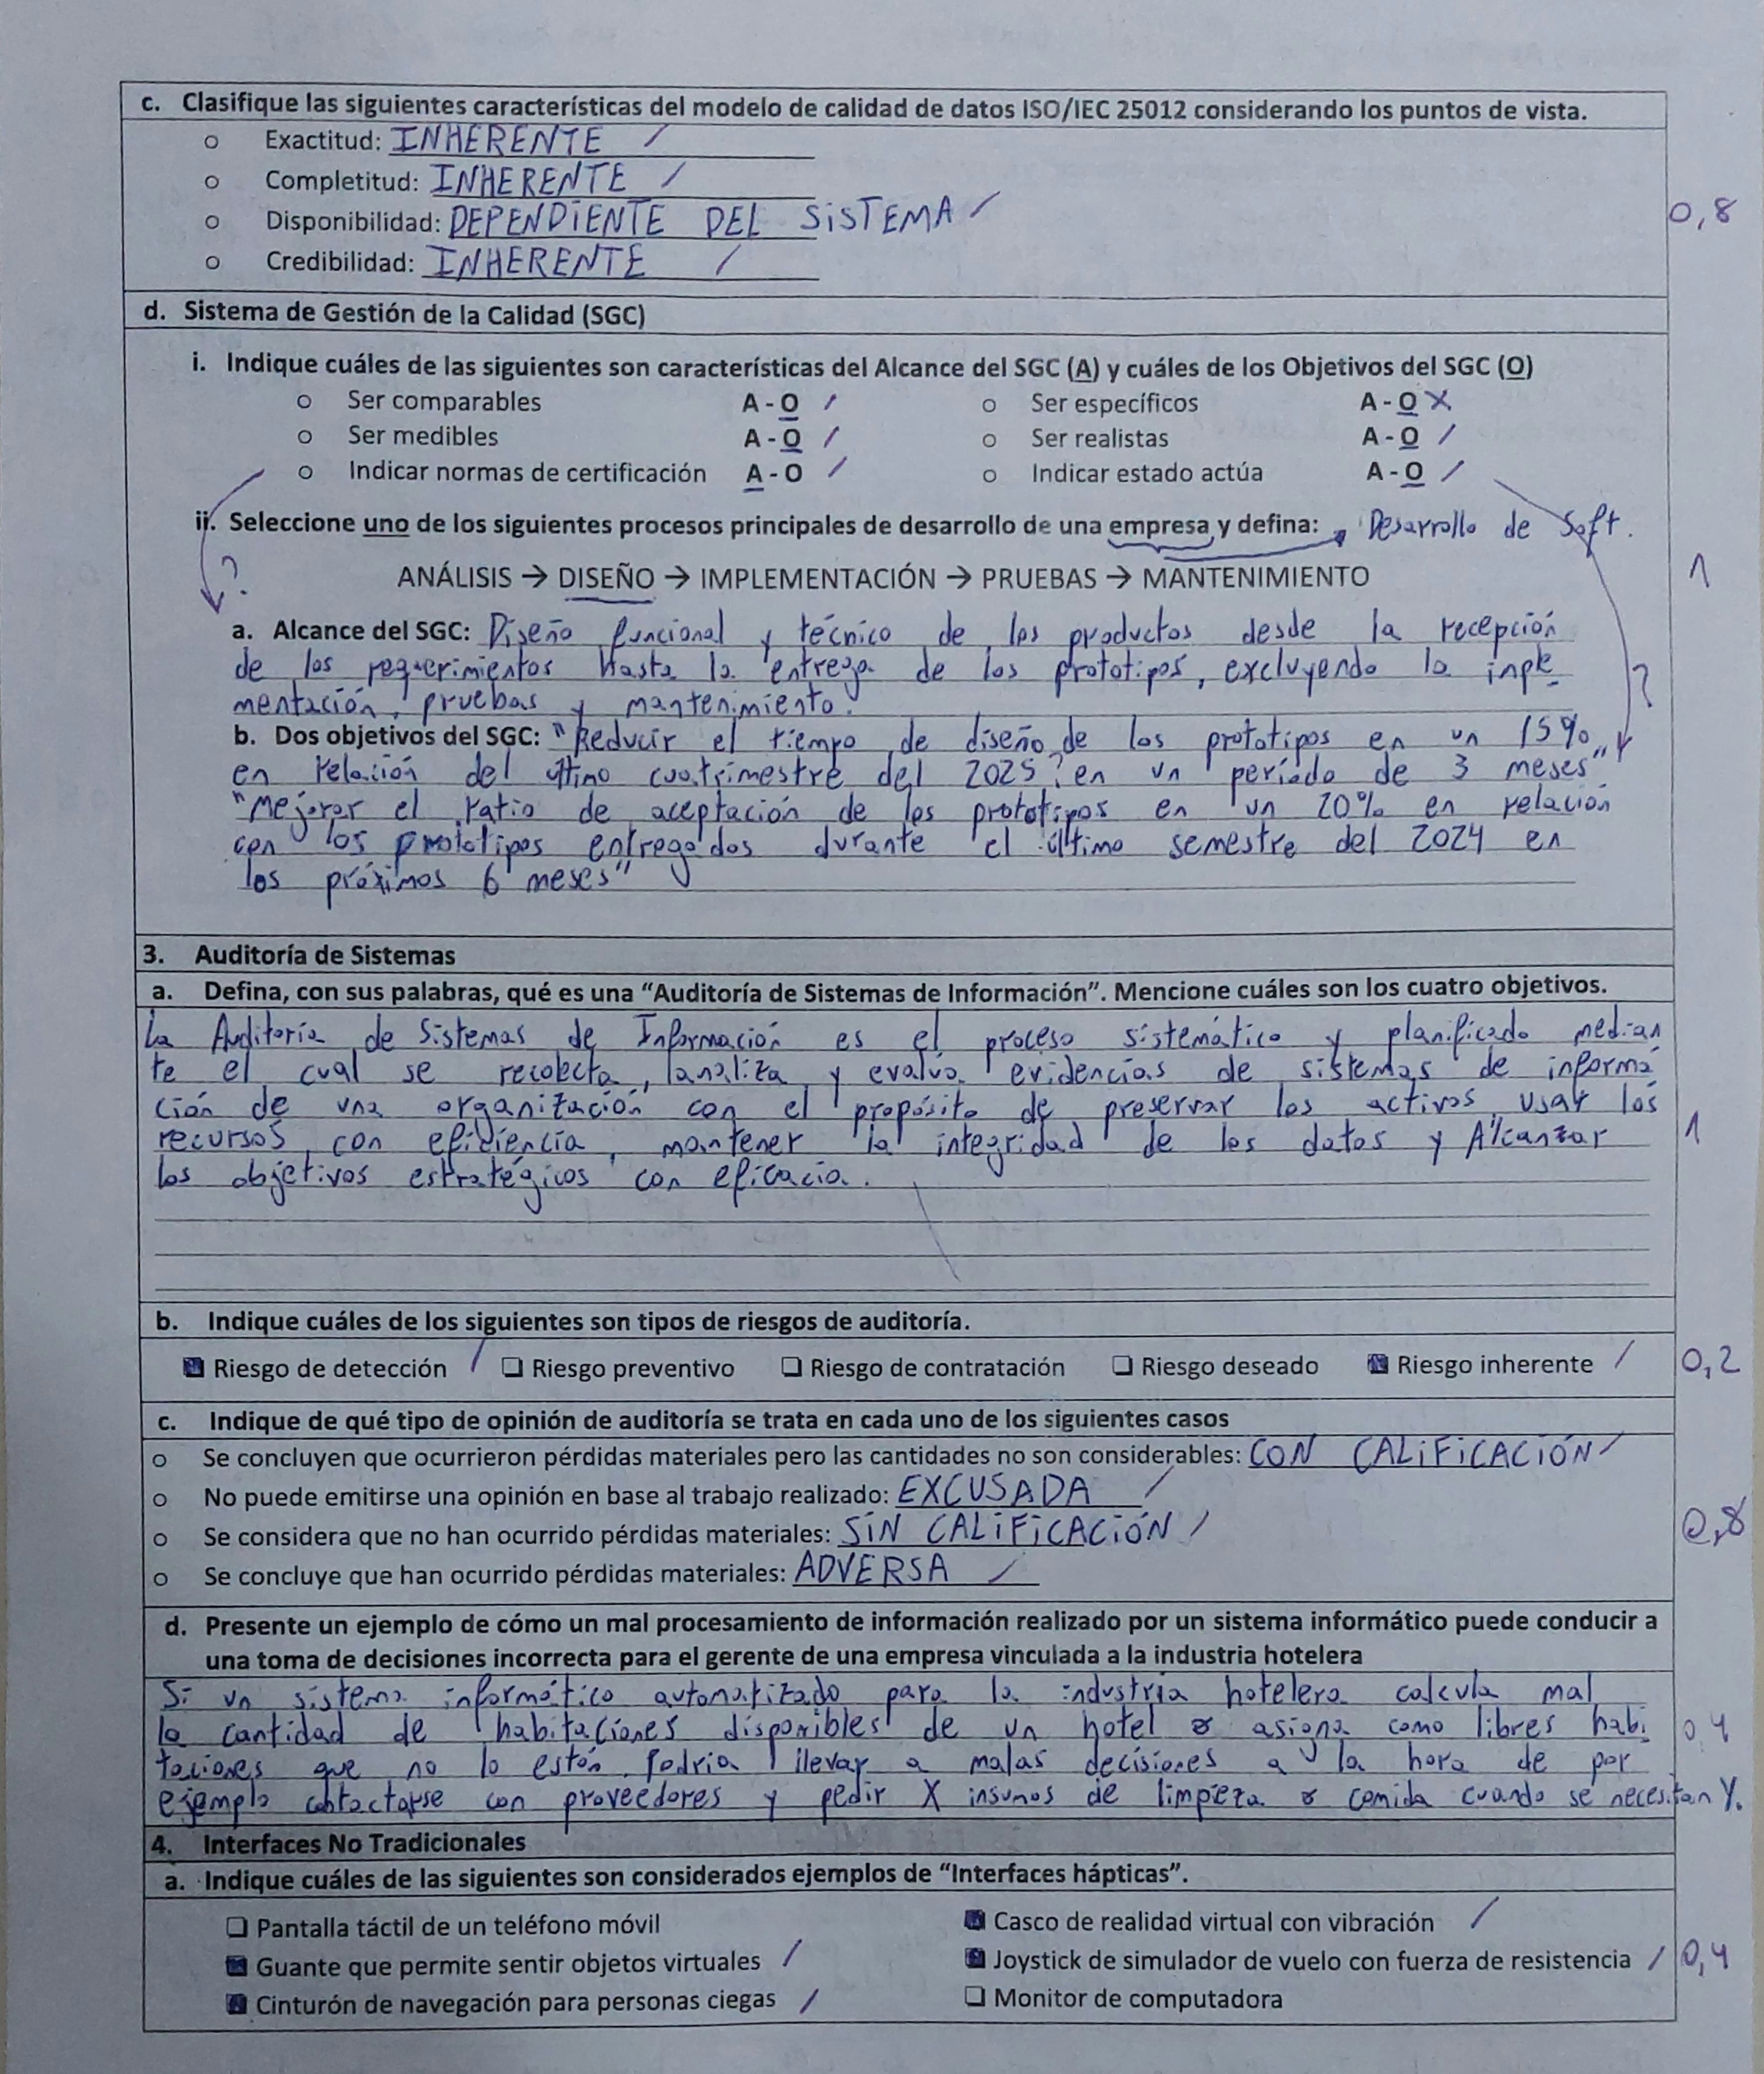 c. Clasifique las siguientes características del modelo de calidad de datos ISO/IEC 25012 considerando los puntos de vista.
o Exactitud: INHERENTE /
o Completitud: INHERENTE /
o Disponibilidad: DEPENDIENTE DEL SISTEMA /
0,8
o Credibilidad: INHERENTE /
d. Sistema de Gestión de la Calidad (SGC)
i. Indique cuáles de las siguientes son características del Alcance del SGC (A) y cuáles de los Objetivos del SGC (O)
o Ser comparables A - O / o Ser específicos A - O X
o Ser medibles A - O / o Ser realistas A - O /
o Indicar normas de certificación A - O / o Indicar estado actúa A - O /
ii. Seleccione uno de los siguientes procesos principales de desarrollo de una empresa y defina: Desarrollo de Soft.
?
ANÁLISIS → DISEÑO → IMPLEMENTACIÓN → PRUEBAS → MANTENIMIENTO
1
a. Alcance del SGC: Diseño funcional y técnico de los productos desde la recepción
de los requerimientos hasta la entrega de los prototipos, excluyendo la inple
mentación, pruebas y mantenimiento.
?
b. Dos objetivos del SGC: "Reducir el tiempo de diseño de los prototipos en un 15%
en relación del último cuatrimestre del 2025 en un período de 3 meses"
"Mejorar el ratio de aceptación de los prototipos en un 20% en relación
con los prototipos entregados durante el último semestre del 2024 en
los próximos 6 meses"
3. Auditoría de Sistemas
a. Defina, con sus palabras, qué es una “Auditoría de Sistemas de Información”. Mencione cuáles son los cuatro objetivos.
La Auditoría de Sistemas de Información es el proceso sistemático y planificado median
te el cual se recolecta, analiza y evalúa evidencias de sistemas de informa
ción de una organización con el propósito de preservar los activos, usar los
recursos con eficiencia, mantener la integridad de los datos y Alcanzar
1
los objetivos estratégicos con eficacia.
b. Indique cuáles de los siguientes son tipos de riesgos de auditoría.
Riesgo de detección / Riesgo preventivo Riesgo de contratación Riesgo deseado Riesgo inherente /
0,2
c. Indique de qué tipo de opinión de auditoría se trata en cada uno de los siguientes casos
o Se concluyen que ocurrieron pérdidas materiales pero las cantidades no son considerables: CON CALIFICACIÓN /
o No puede emitirse una opinión en base al trabajo realizado: EXCUSADA /
o Se considera que no han ocurrido pérdidas materiales: SIN CALIFICACIÓN /
0,8
o Se concluye que han ocurrido pérdidas materiales: ADVERSA /
d. Presente un ejemplo de cómo un mal procesamiento de información realizado por un sistema informático puede conducir a
una toma de decisiones incorrecta para el gerente de una empresa vinculada a la industria hotelera
Si un sistema informático automatizado para la industria hotelera calcula mal
la cantidad de habitaciones disponibles de un hotel o asigna como libres habi
0,4
taciones que no lo están, podria llevar a malas decisiones a la hora de por
ejemplo contactarse con proveedores y pedir X insumos de limpieza o comida cuando se necesitan Y.
4. Interfaces No Tradicionales
a. Indique cuáles de las siguientes son considerados ejemplos de “Interfaces hápticas”.
Pantalla táctil de un teléfono móvil Casco de realidad virtual con vibración /
Guante que permite sentir objetos virtuales / Joystick de simulador de vuelo con fuerza de resistencia / 0,4
Cinturón de navegación para personas ciegas / Monitor de computadora